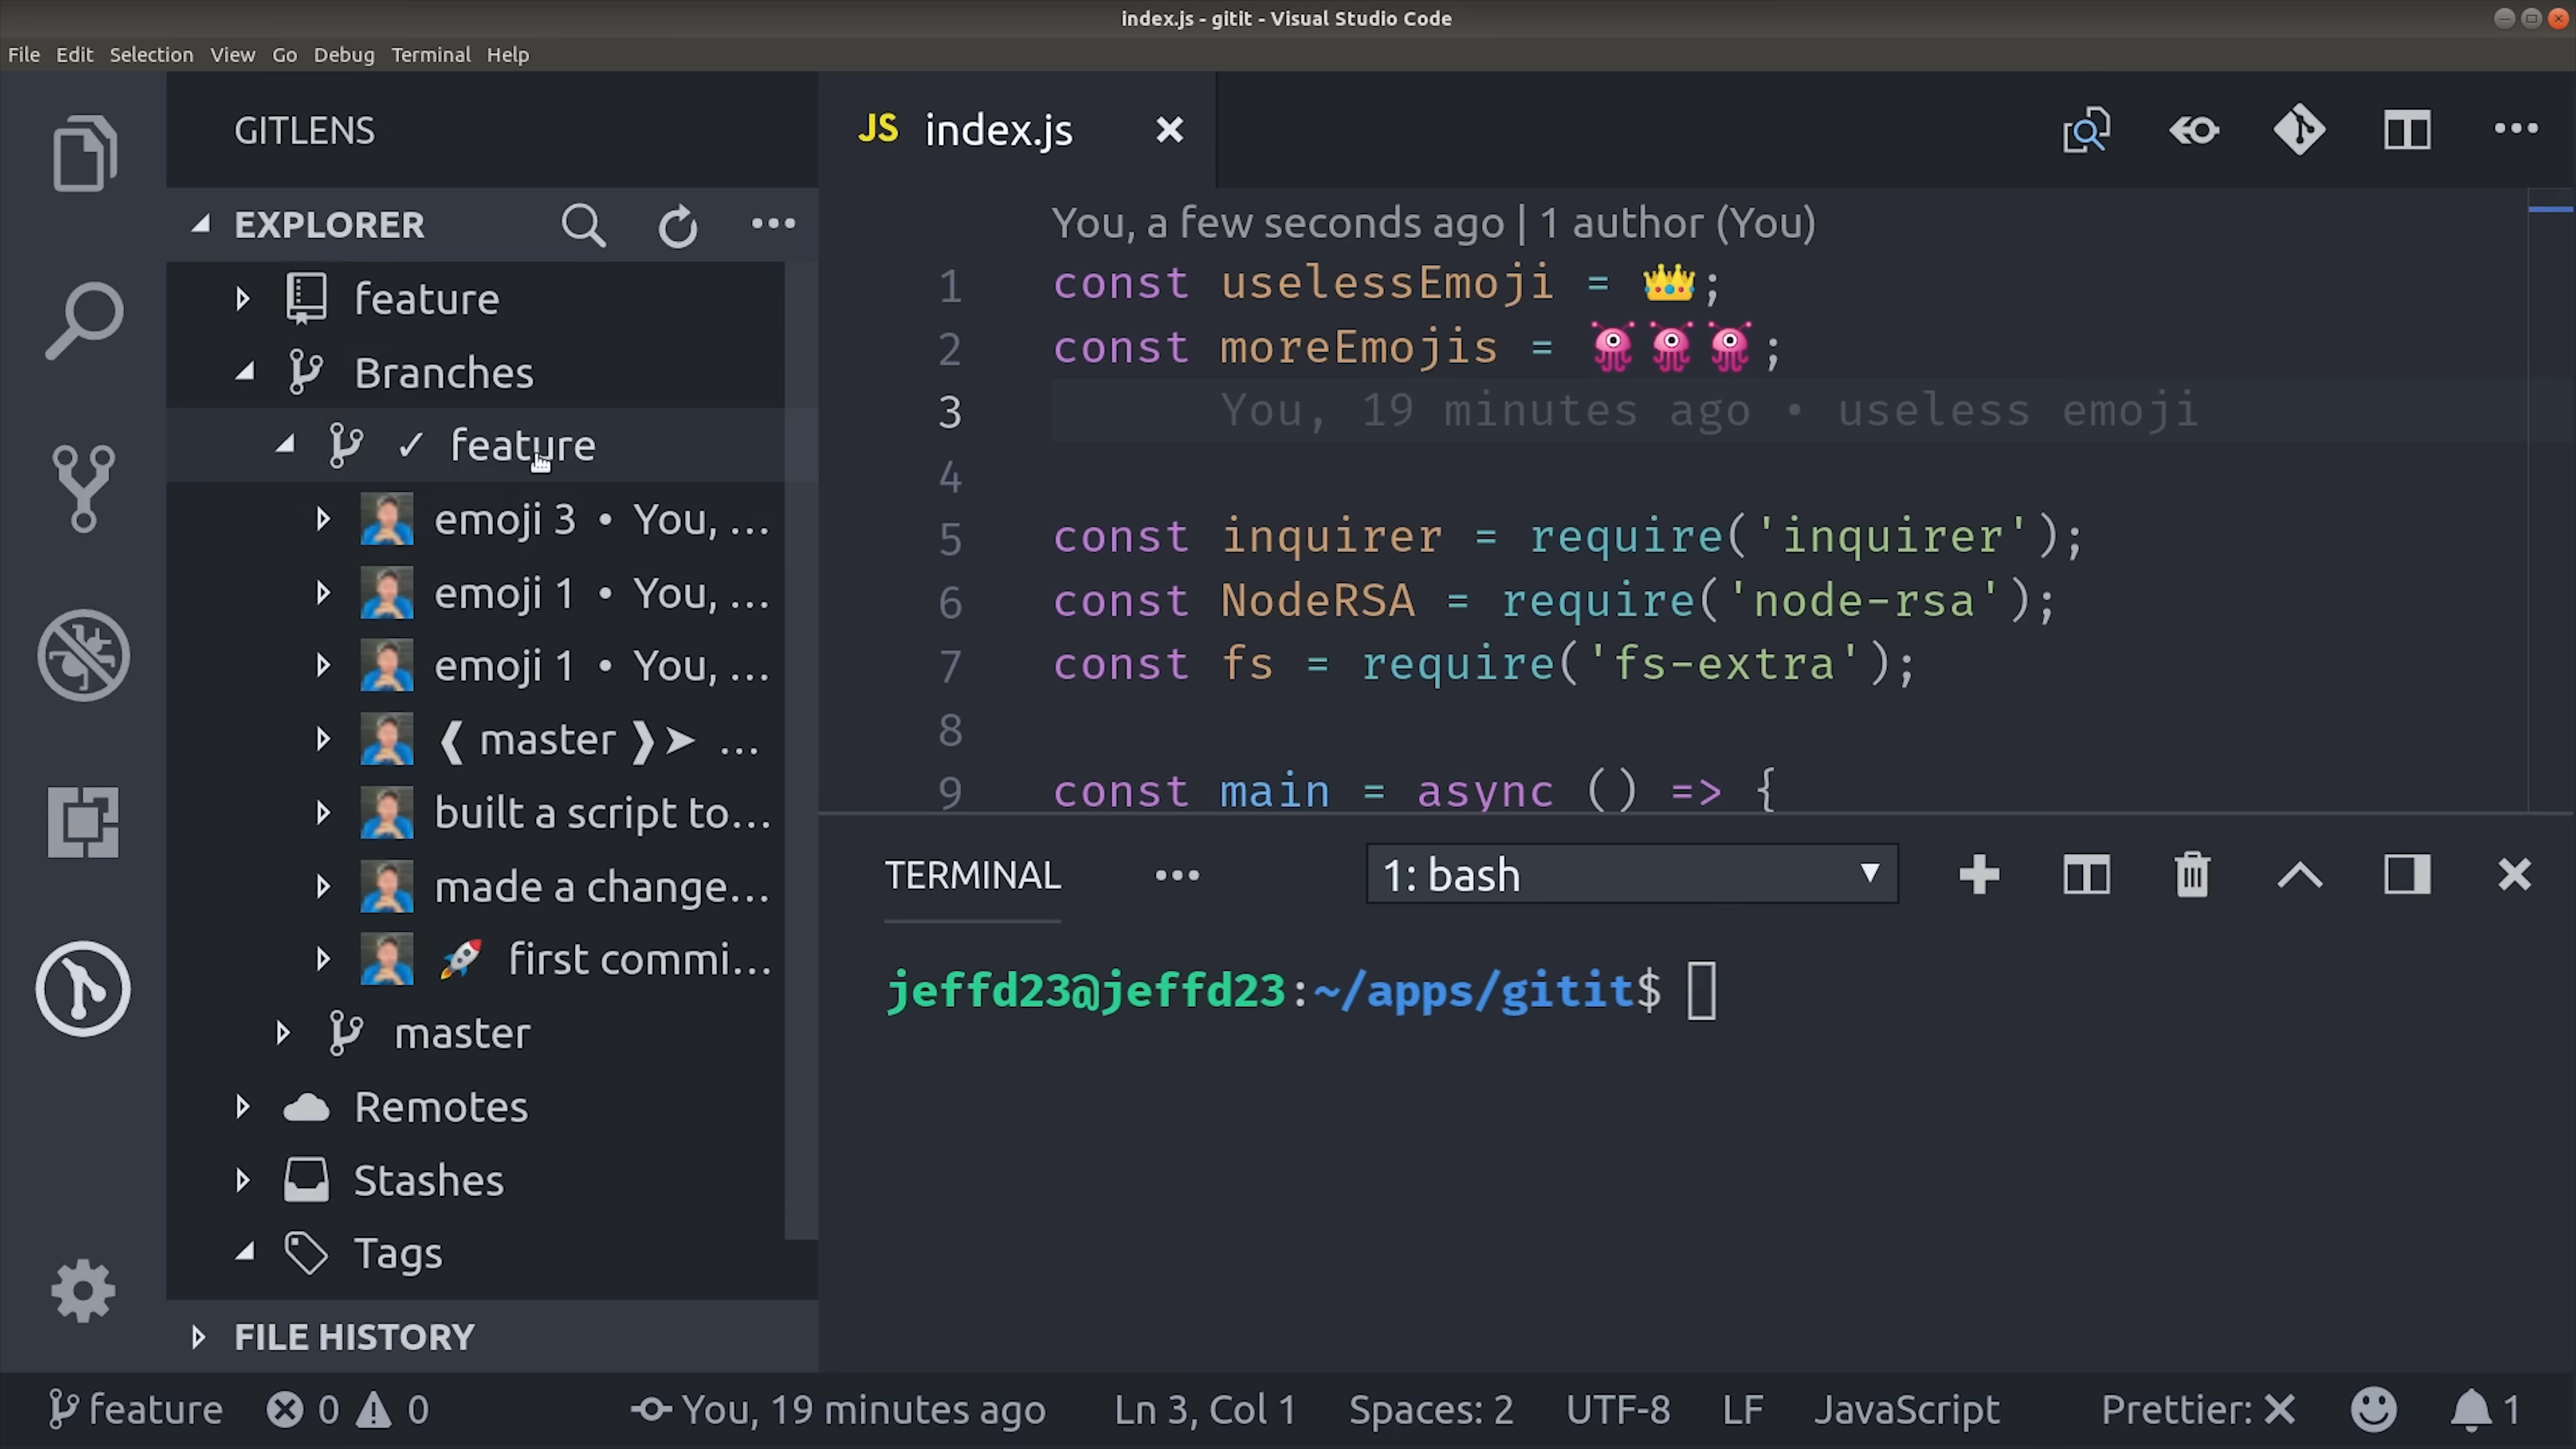 index.js - gitit - Visual Studio Code
File Edit Selection View Go Debug Terminal Help
GITLENS
EXPLORER
feature
Branches
✓ feature
emoji 3 • You, …
emoji 1 • You, …
emoji 1 • You, …
❰ master ❱➤ …
built a script to…
made a change…
🚀 first commi…
master
Remotes
Stashes
Tags
FILE HISTORY
JS index.js
You, a few seconds ago | 1 author (You)
1 const uselessEmoji = 👑;
2 const moreEmojis = 👾👾👾;
3 You, 19 minutes ago • useless emoji
4
5 const inquirer = require('inquirer');
6 const NodeRSA = require('node-rsa');
7 const fs = require('fs-extra');
8
9 const main = async () => {
TERMINAL
1: bash
jeffd23@jeffd23:~/apps/gitit$
feature 0 0 You, 19 minutes ago Ln 3, Col 1 Spaces: 2 UTF-8 LF JavaScript Prettier: ✕ 1